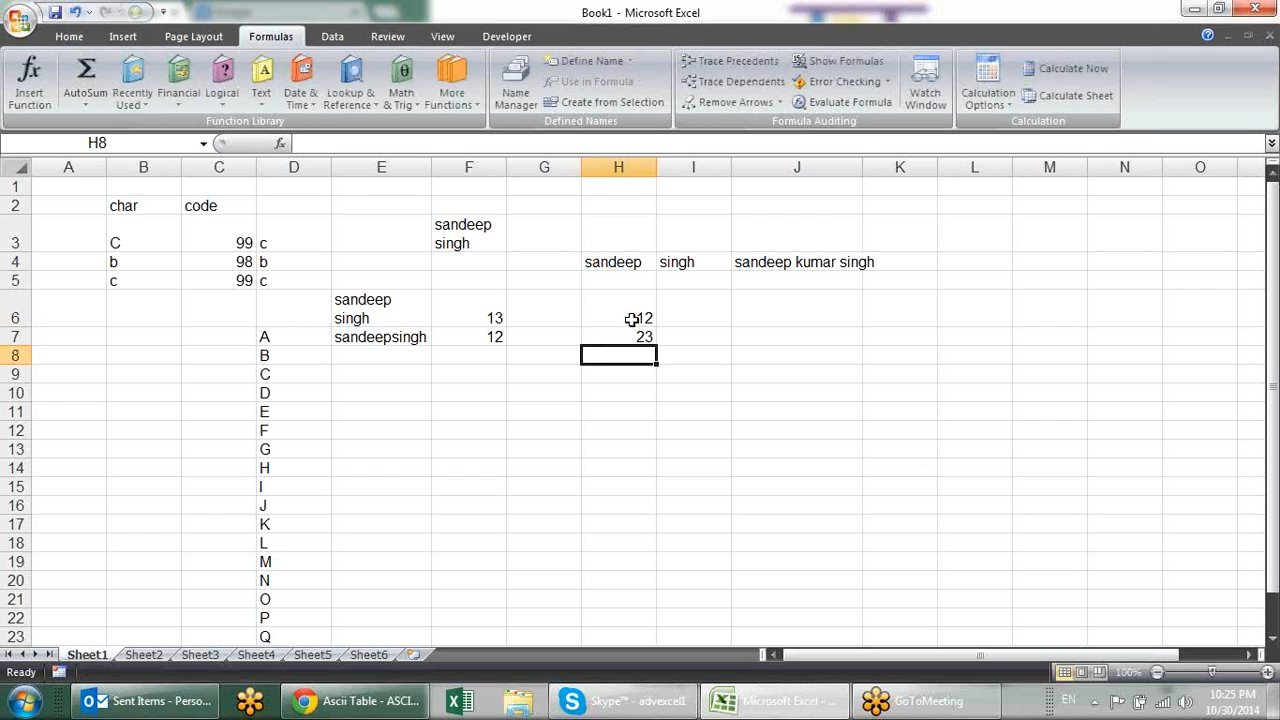 Book1 - Microsoft Excel
Home Insert Page Layout Formulas Data Review View Developer
Insert Function
AutoSum
Recently Used
Financial
Logical
Text
Date & Time
Lookup & Reference
Math & Trig
More Functions
Function Library
Name Manager
Define Name
Use in Formula
Create from Selection
Defined Names
Trace Precedents
Trace Dependents
Remove Arrows
Show Formulas
Error Checking
Evaluate Formula
Formula Auditing
Watch Window
Calculation Options
Calculate Now
Calculate Sheet
Calculation
H8 fx
A B C D E F G H I J K L M N O
1
2 char code
sandeep
3 C 99 c singh
4 b 98 b sandeep singh sandeep kumar singh
5 c 99 c
sandeep
6 singh 13 12
7 A sandeepsingh 12 23
8 B
9 C
10 D
11 E
12 F
13 G
14 H
15 I
16 J
17 K
18 L
19 M
20 N
21 O
22 P
23 Q
Sheet1 Sheet2 Sheet3 Sheet4 Sheet5 Sheet6
Ready 100%
Sent Items - Perso...
Ascii Table - ASCI...
Skype™ - advexcel1
Microsoft Excel - ...
GoToMeeting
EN
10:25 PM
10/30/2014